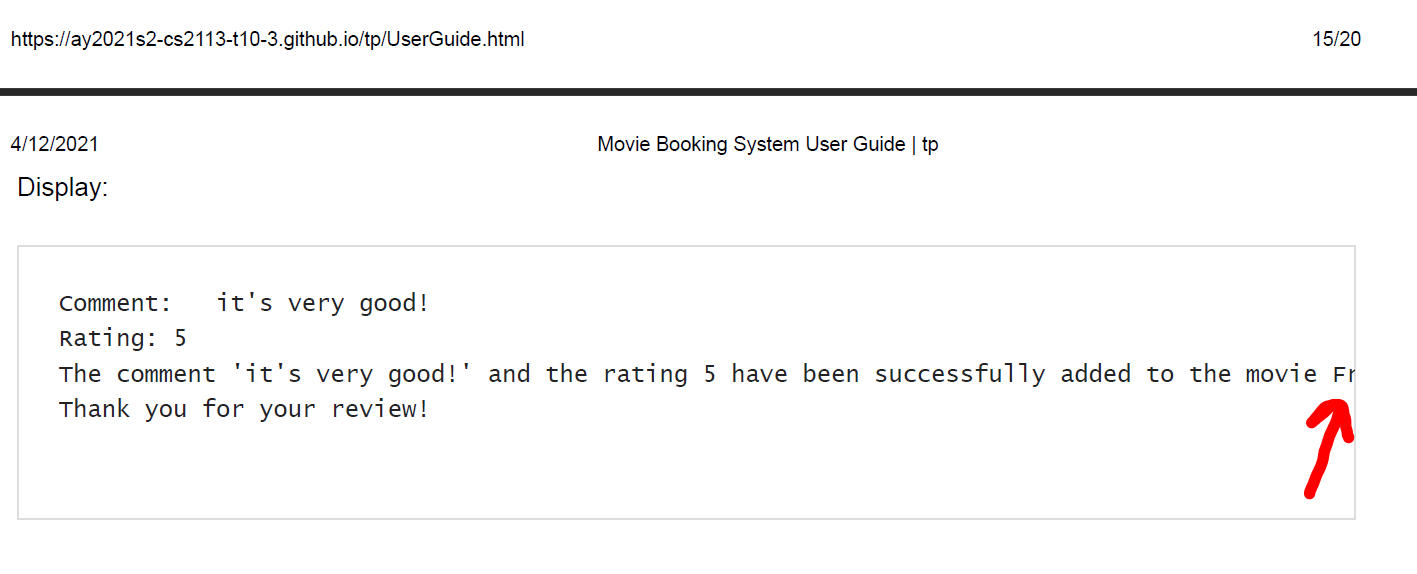 https://ay2021s2-cs2113-t10-3.github.io/tp/UserGuide.html 15/20
4/12/2021 Movie Booking System User Guide | tp
Display:
Comment:   it's very good!
Rating: 5
The comment 'it's very good!' and the rating 5 have been successfully added to the movie Fr
Thank you for your review!